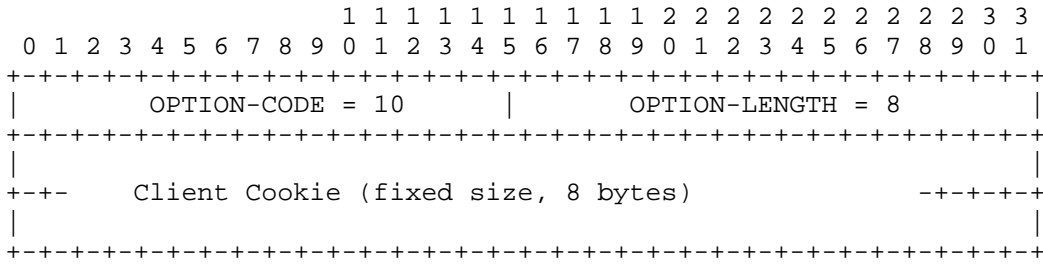 1 1 1 1 1 1 1 1 1 1 2 2 2 2 2 2 2 2 2 2 3 3
 0 1 2 3 4 5 6 7 8 9 0 1 2 3 4 5 6 7 8 9 0 1 2 3 4 5 6 7 8 9 0 1
+-+-+-+-+-+-+-+-+-+-+-+-+-+-+-+-+-+-+-+-+-+-+-+-+-+-+-+-+-+-+-+-+
|        OPTION-CODE = 10      |       OPTION-LENGTH = 8        |
+-+-+-+-+-+-+-+-+-+-+-+-+-+-+-+-+-+-+-+-+-+-+-+-+-+-+-+-+-+-+-+-+
|                                                               |
+-+-    Client Cookie (fixed size, 8 bytes)              -+-+-+-+
|                                                               |
+-+-+-+-+-+-+-+-+-+-+-+-+-+-+-+-+-+-+-+-+-+-+-+-+-+-+-+-+-+-+-+-+